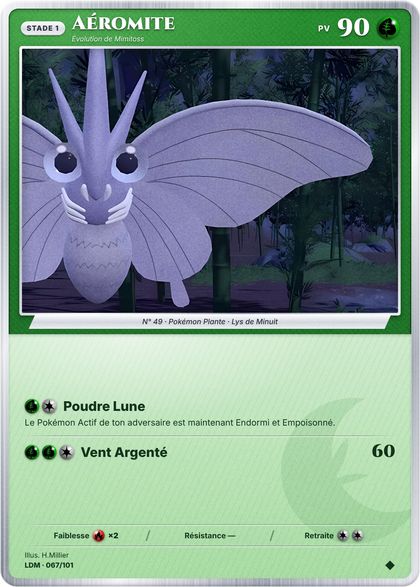 STADE 1
AÉROMITE
Évolution de Mimitoss
PV 90
N° 49 · Pokémon Plante · Lys de Minuit
Poudre Lune
Le Pokémon Actif de ton adversaire est maintenant Endormi et Empoisonné.
Vent Argenté 60
Faiblesse ×2 / Résistance — / Retraite
Illus. H.Millier
LDM · 067/101